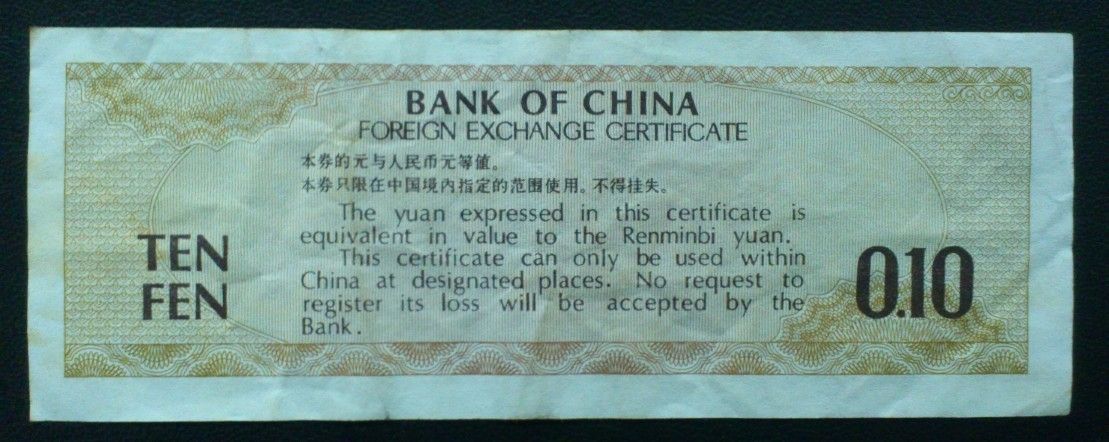 BANK OF CHINA
FOREIGN EXCHANGE CERTIFICATE
本券的元与人民币元等值。
本券只限在中国境内指定的范围使用。不得挂失。
The yuan expressed in this certificate is
equivalent in value to the Renminbi yuan.
This certificate can only be used within
China at designated places. No request to
register its loss will be accepted by the
Bank.
TEN
FEN
0.10